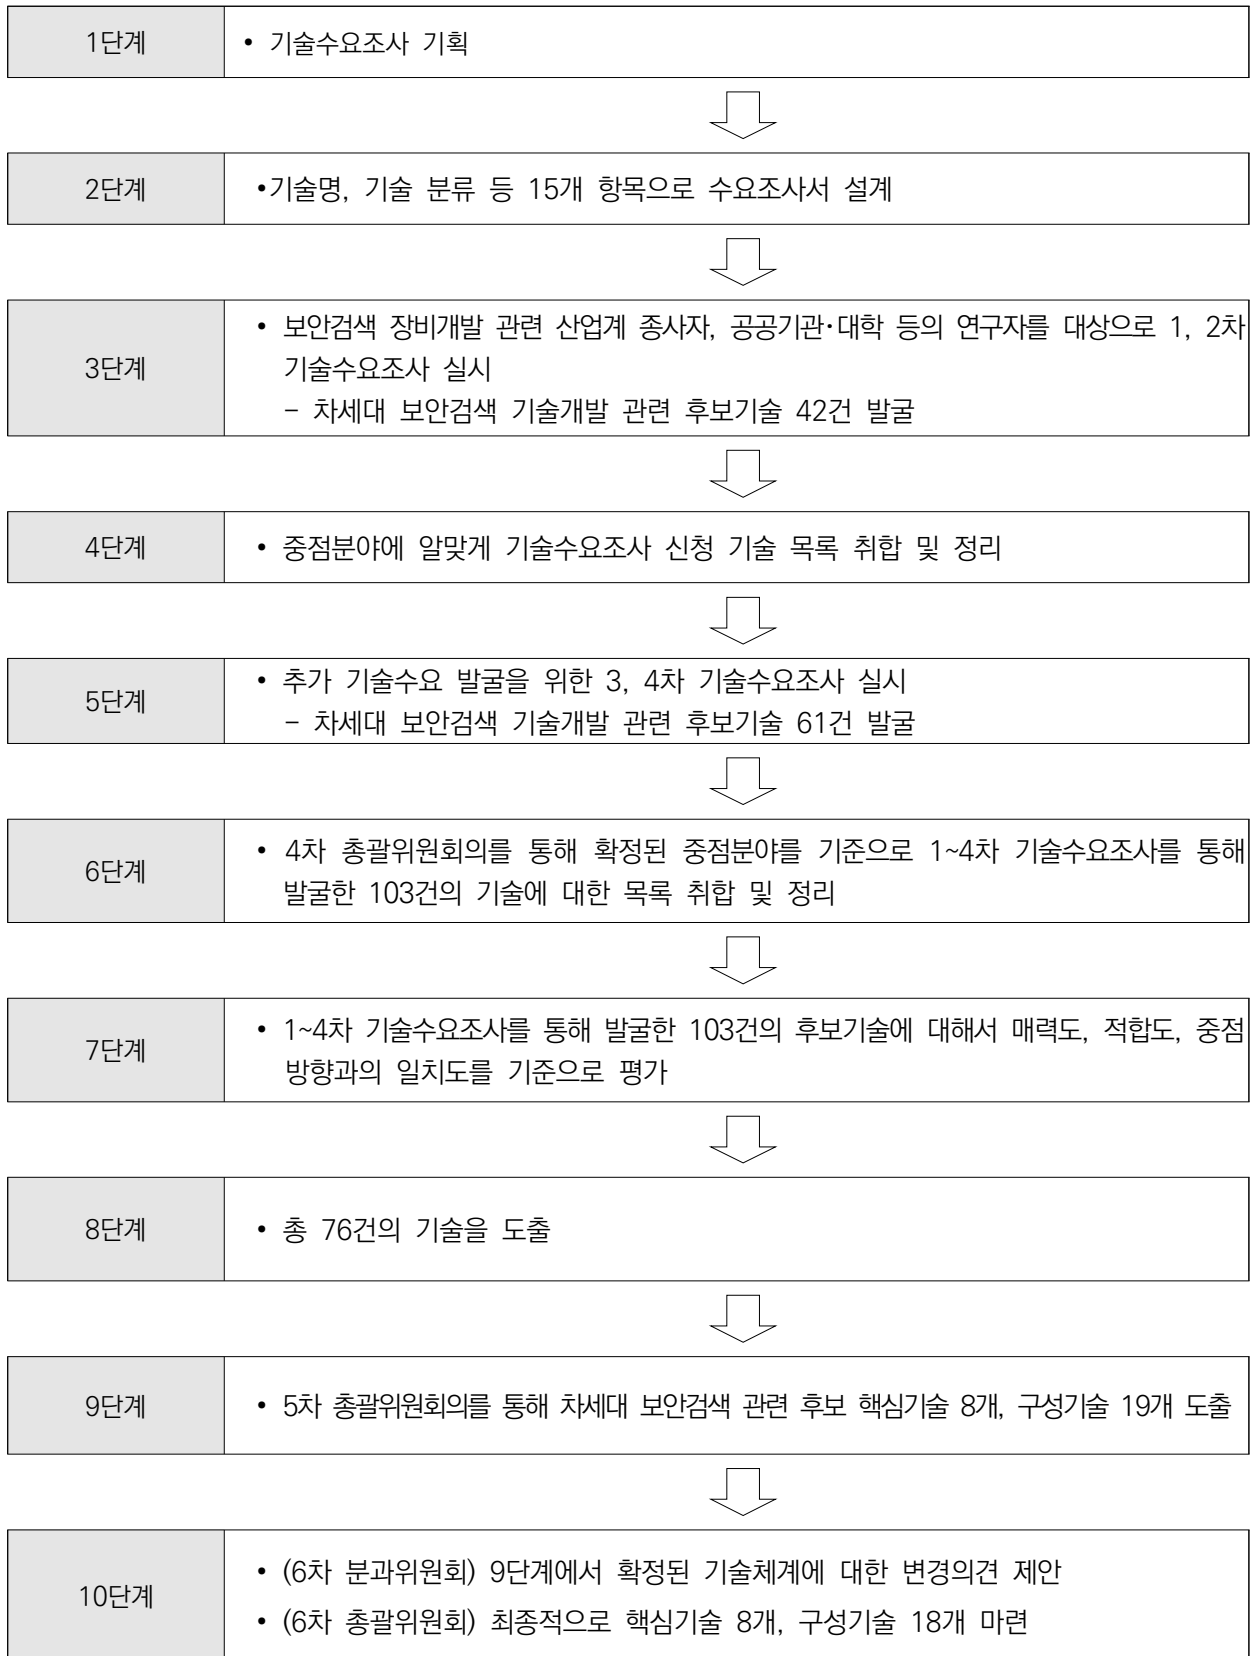 1단계
• 기술수요조사 기획
2단계
•기술명, 기술 분류 등 15개 항목으로 수요조사서 설계
3단계
• 보안검색 장비개발 관련 산업계 종사자, 공공기관·대학 등의 연구자를 대상으로 1, 2차
기술수요조사 실시
- 차세대 보안검색 기술개발 관련 후보기술 42건 발굴
4단계
• 중점분야에 알맞게 기술수요조사 신청 기술 목록 취합 및 정리
5단계
• 추가 기술수요 발굴을 위한 3, 4차 기술수요조사 실시
- 차세대 보안검색 기술개발 관련 후보기술 61건 발굴
6단계
• 4차 총괄위원회의를 통해 확정된 중점분야를 기준으로 1~4차 기술수요조사를 통해
발굴한 103건의 기술에 대한 목록 취합 및 정리
7단계
• 1~4차 기술수요조사를 통해 발굴한 103건의 후보기술에 대해서 매력도, 적합도, 중점
방향과의 일치도를 기준으로 평가
8단계
• 총 76건의 기술을 도출
9단계
• 5차 총괄위원회의를 통해 차세대 보안검색 관련 후보 핵심기술 8개, 구성기술 19개 도출
10단계
• (6차 분과위원회) 9단계에서 확정된 기술체계에 대한 변경의견 제안
• (6차 총괄위원회) 최종적으로 핵심기술 8개, 구성기술 18개 마련